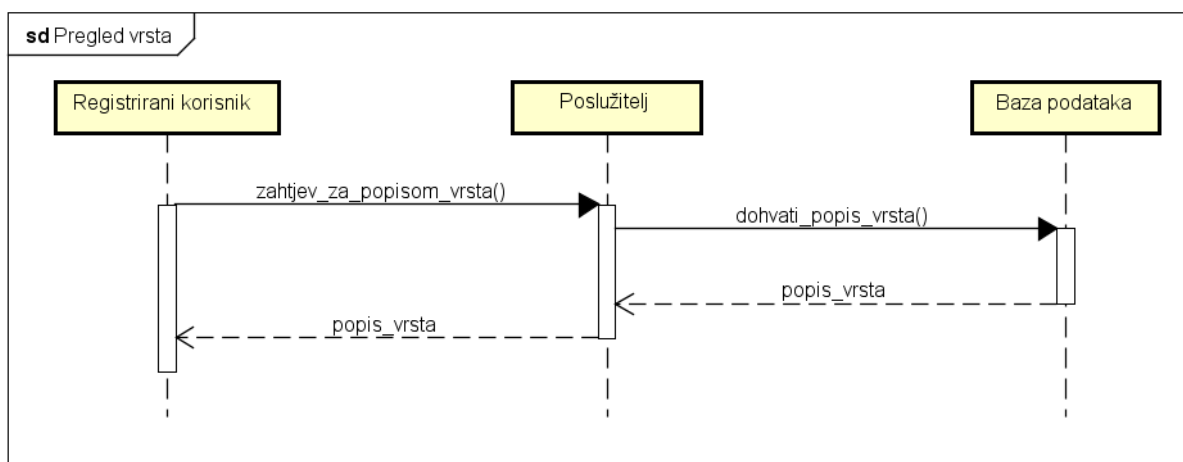 sd Pregled vrsta
Registrirani korisnik
Poslužitelj
Baza podataka
zahtjev_za_popisom_vrsta()
dohvati_popis_vrsta()
popis_vrsta
popis_vrsta